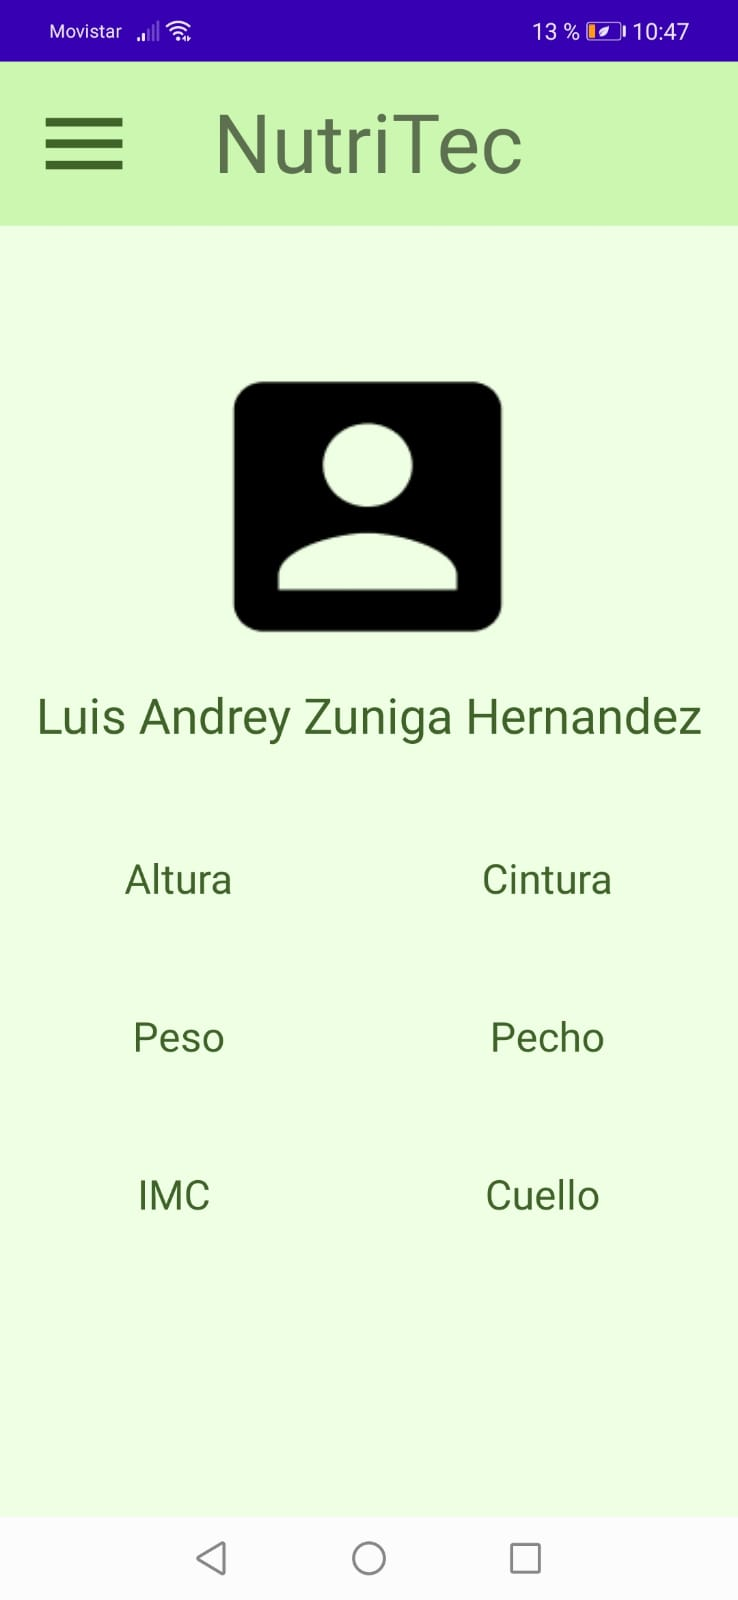 Movistar 13 % 10:47
NutriTec
Luis Andrey Zuniga Hernandez
Altura Cintura
Peso Pecho
IMC Cuello